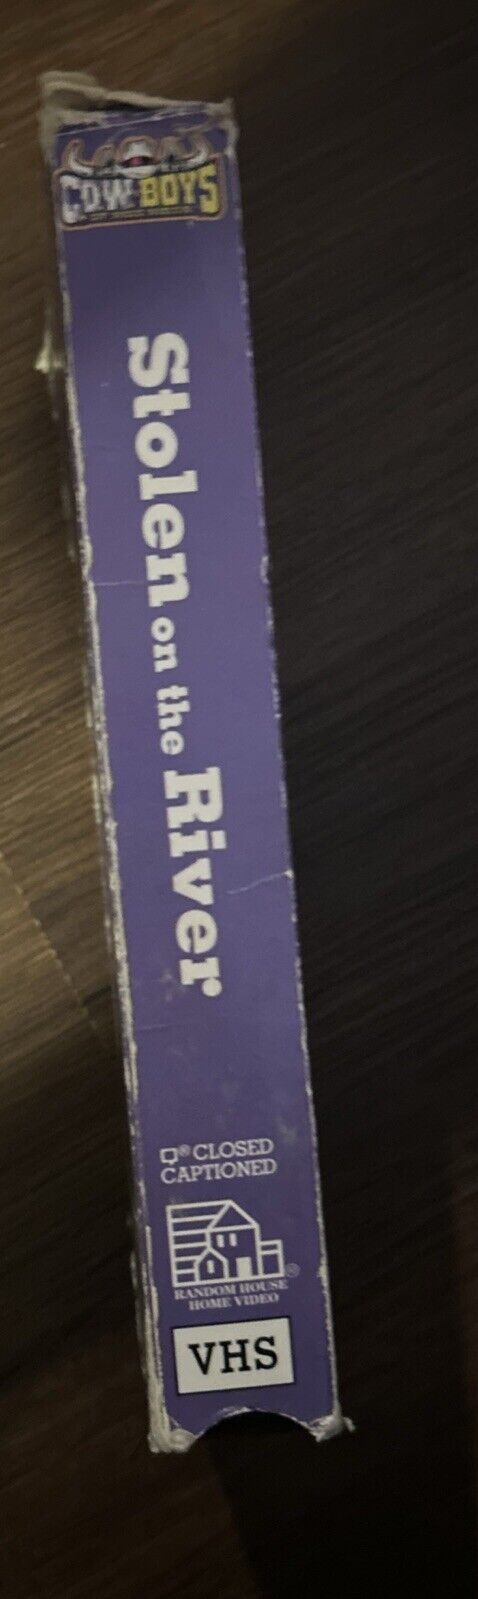 C.O.W.-BOYS
Stolen on the River
® CLOSED
CAPTIONED
RANDOM HOUSE ®
HOME VIDEO
VHS